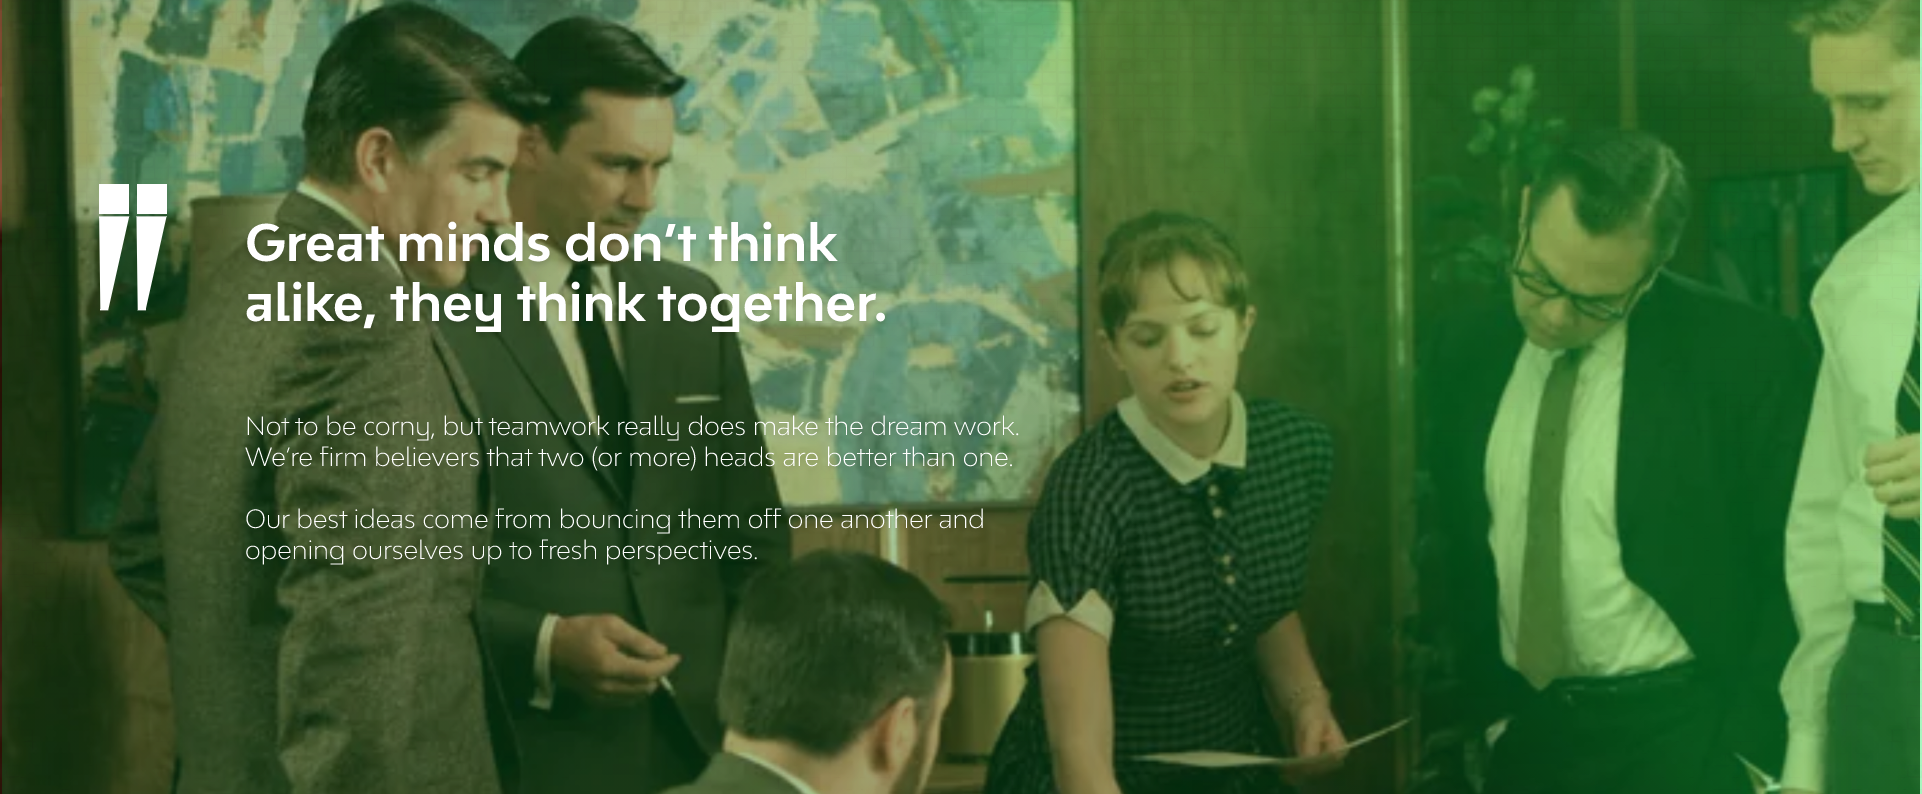 "
Great minds don't think
alike, they think together.
Not to be corny, but teamwork really does make the dream work.
We're firm believers that two (or more) heads are better than one.
Our best ideas come from bouncing them off one another and
opening ourselves up to fresh perspectives.